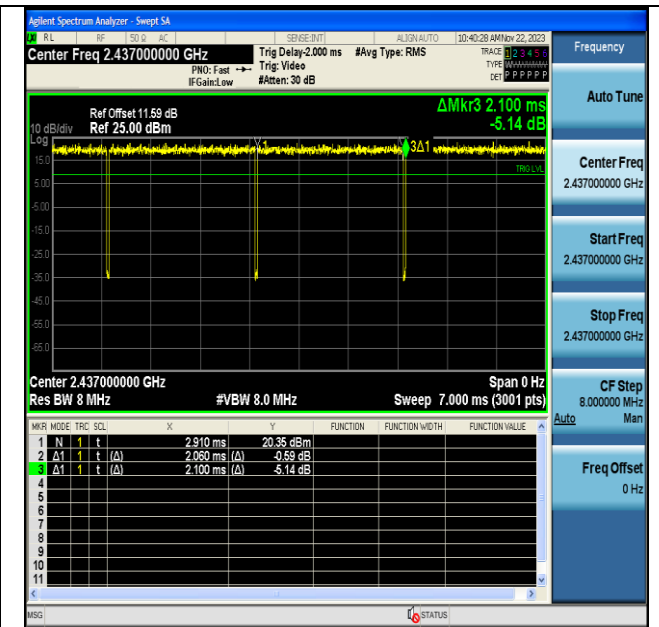 Agilent Spectrum Analyzer - Swept SA
LXI RL RF 50 Ω AC SENSE:INT ALIGN AUTO 10:40:28 AM Nov 22, 2023
Center Freq 2.437000000 GHz
PNO: Fast
IFGain:Low
Trig Delay-2.000 ms
Trig: Video
#Atten: 30 dB
#Avg Type: RMS
TRACE 1 2 3 4 5 6
TYPE
DET P P P P P P
Frequency
Auto Tune
Center Freq
2.437000000 GHz
Start Freq
2.437000000 GHz
Stop Freq
2.437000000 GHz
CF Step
8.000000 MHz
Auto Man
Freq Offset
0 Hz
ΔMkr3 2.100 ms
-5.14 dB
Ref Offset 11.59 dB
10 dB/div Ref 25.00 dBm
Log
15.0
5.00
-5.00
-15.0
-25.0
-35.0
-45.0
-55.0
-65.0
1
3Δ1
TRIG LVL
Center 2.437000000 GHz Span 0 Hz
Res BW 8 MHz #VBW 8.0 MHz Sweep 7.000 ms (3001 pts)
MKR MODE TRC SCL X Y FUNCTION FUNCTION WIDTH FUNCTION VALUE
1 N 1 t 2.910 ms 20.35 dBm
2 Δ1 1 t (Δ) 2.060 ms (Δ) -0.59 dB
3 Δ1 1 t (Δ) 2.100 ms (Δ) -5.14 dB
4
5
6
7
8
9
10
11
MSG STATUS